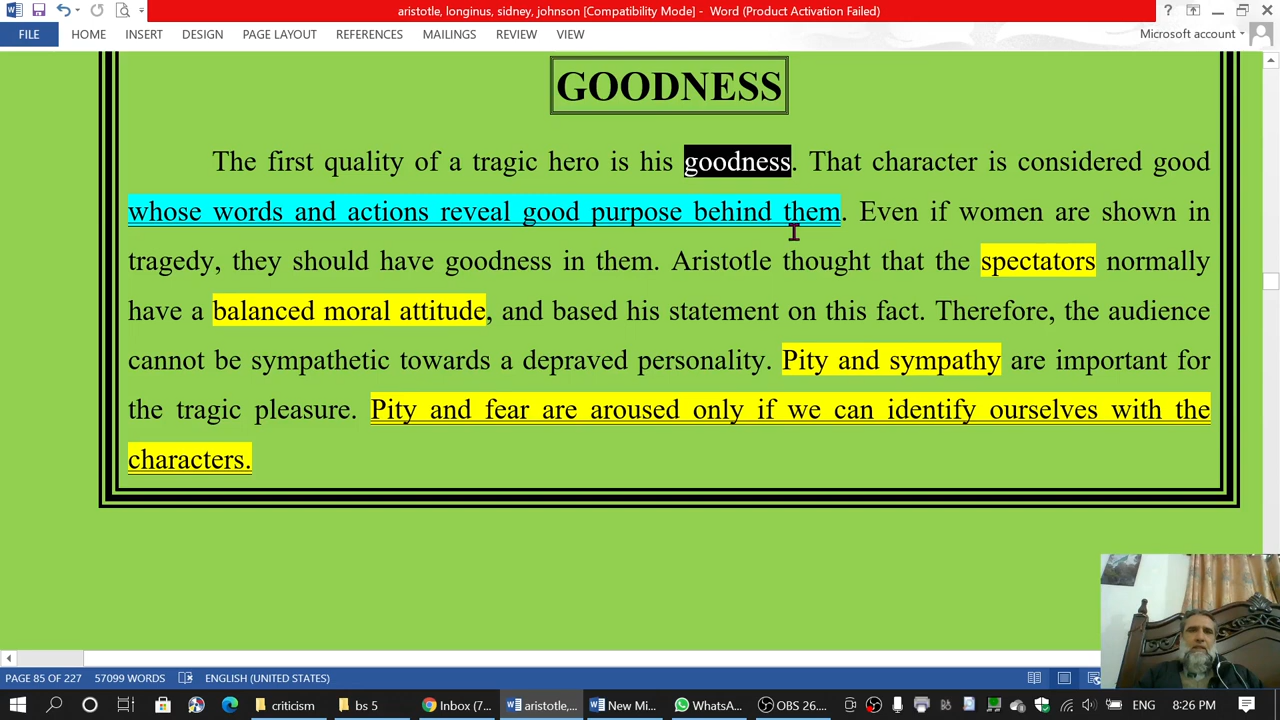 aristotle, longinus, sidney, johnson [Compatibility Mode] - Word (Product Activation Failed)
FILE HOME INSERT DESIGN PAGE LAYOUT REFERENCES MAILINGS REVIEW VIEW Microsoft account
GOODNESS
The first quality of a tragic hero is his goodness. That character is considered good
whose words and actions reveal good purpose behind them. Even if women are shown in
tragedy, they should have goodness in them. Aristotle thought that the spectators normally
have a balanced moral attitude, and based his statement on this fact. Therefore, the audience
cannot be sympathetic towards a depraved personality. Pity and sympathy are important for
the tragic pleasure. Pity and fear are aroused only if we can identify ourselves with the
characters.
PAGE 85 OF 227 57099 WORDS ENGLISH (UNITED STATES)
criticism bs 5 Inbox (7... aristotle,... New Mi... WhatsA... OBS 26.... 8:26 PM